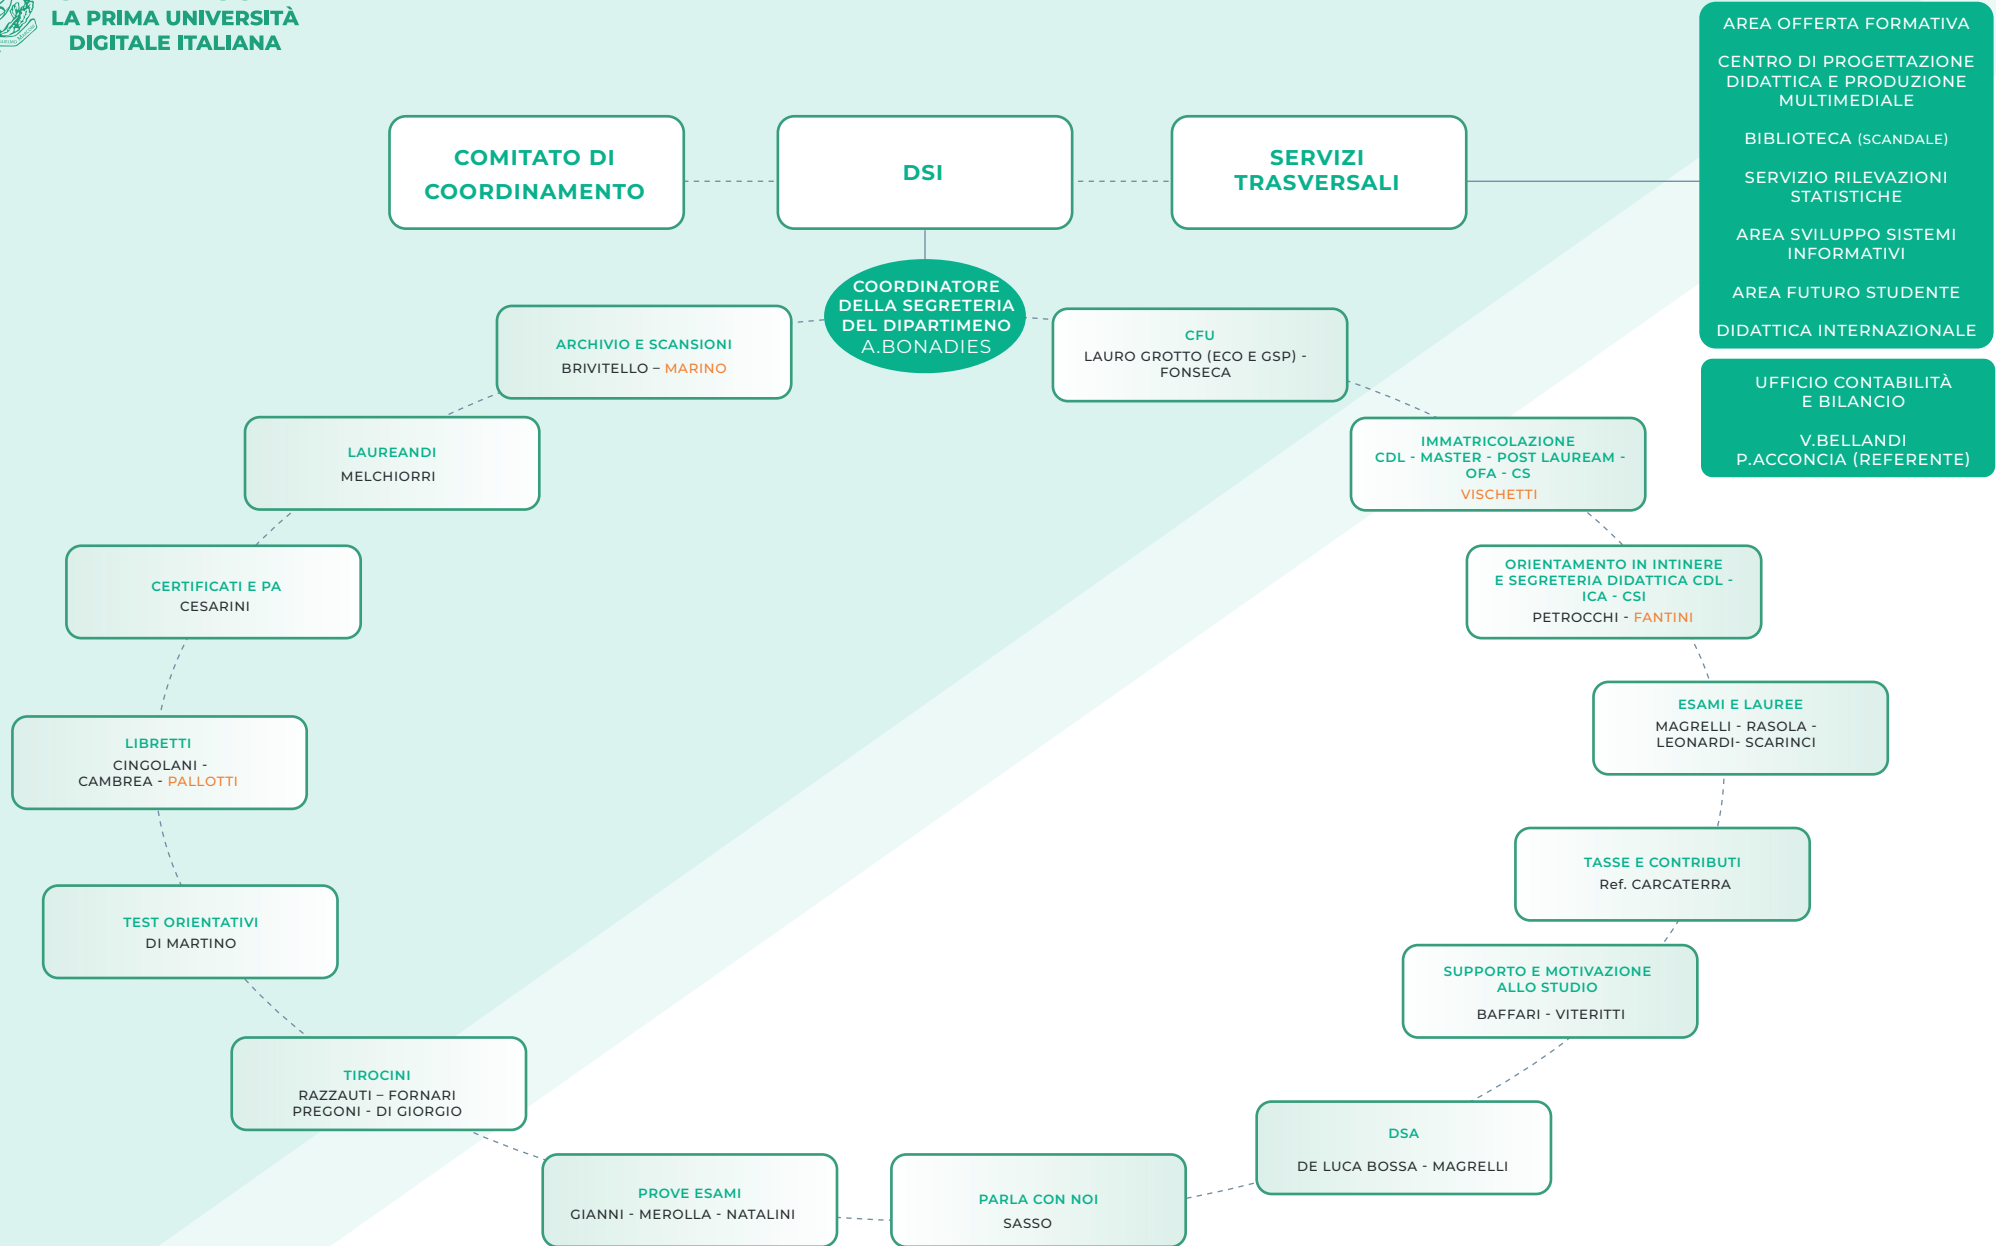 LA PRIMA UNIVERSITÀ
DIGITALE ITALIANA
COMITATO DI
COORDINAMENTO
DSI
SERVIZI
TRASVERSALI
AREA OFFERTA FORMATIVA
CENTRO DI PROGETTAZIONE
DIDATTICA E PRODUZIONE
MULTIMEDIALE
BIBLIOTECA (SCANDALE)
SERVIZIO RILEVAZIONI
STATISTICHE
AREA SVILUPPO SISTEMI
INFORMATIVI
AREA FUTURO STUDENTE
DIDATTICA INTERNAZIONALE
UFFICIO CONTABILITÀ
E BILANCIO
V.BELLANDI
P.ACCONCIA (REFERENTE)
COORDINATORE
DELLA SEGRETERIA
DEL DIPARTIMENO
A.BONADIES
ARCHIVIO E SCANSIONI
BRIVITELLO – MARINO
CFU
LAURO GROTTO (ECO E GSP) -
FONSECA
LAUREANDI
MELCHIORRI
IMMATRICOLAZIONE
CDL - MASTER - POST LAUREAM -
OFA - CS
VISCHETTI
CERTIFICATI E PA
CESARINI
ORIENTAMENTO IN INTINERE
E SEGRETERIA DIDATTICA CDL -
ICA - CSI
PETROCCHI - FANTINI
LIBRETTI
CINGOLANI -
CAMBREA - PALLOTTI
ESAMI E LAUREE
MAGRELLI - RASOLA -
LEONARDI- SCARINCI
TEST ORIENTATIVI
DI MARTINO
TASSE E CONTRIBUTI
Ref. CARCATERRA
SUPPORTO E MOTIVAZIONE
ALLO STUDIO
BAFFARI - VITERITTI
TIROCINI
RAZZAUTI – FORNARI
PREGONI - DI GIORGIO
DSA
DE LUCA BOSSA - MAGRELLI
PROVE ESAMI
GIANNI - MEROLLA - NATALINI
PARLA CON NOI
SASSO